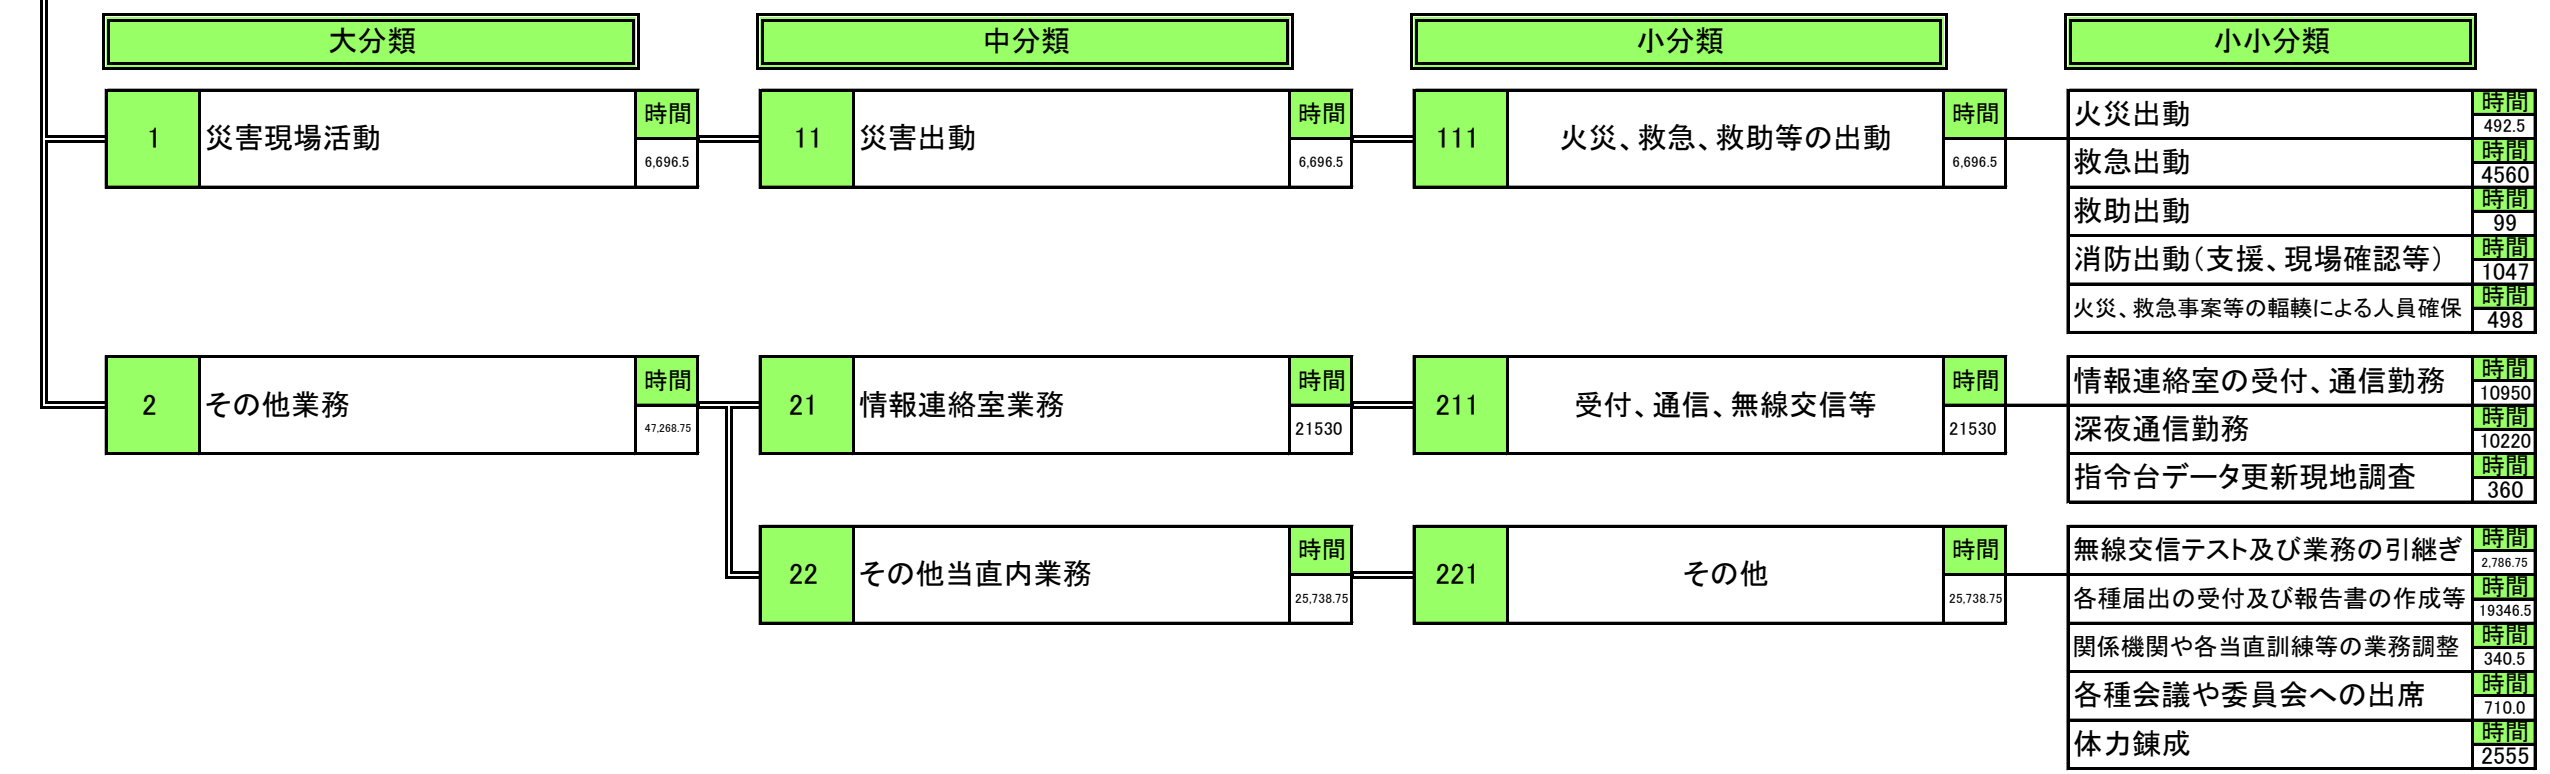 大分類 中分類 小分類 小小分類
1 災害現場活動 時間 6,696.5
11 災害出動 時間 6,696.5
111 火災、救急、救助等の出動 時間 6,696.5
火災出動 時間 492.5
救急出動 時間 4560
救助出動 時間 99
消防出動（支援、現場確認等） 時間 1047
火災、救急事案等の輻輳による人員確保 時間 498
2 その他業務 時間 47,268.75
21 情報連絡室業務 時間 21530
211 受付、通信、無線交信等 時間 21530
情報連絡室の受付、通信勤務 時間 10950
深夜通信勤務 時間 10220
指令台データ更新現地調査 時間 360
22 その他当直内業務 時間 25,738.75
221 その他 時間 25,738.75
無線交信テスト及び業務の引継ぎ 時間 2,786.75
各種届出の受付及び報告書の作成等 時間 19346.5
関係機関や各当直訓練等の業務調整 時間 340.5
各種会議や委員会への出席 時間 710.0
体力錬成 時間 2555